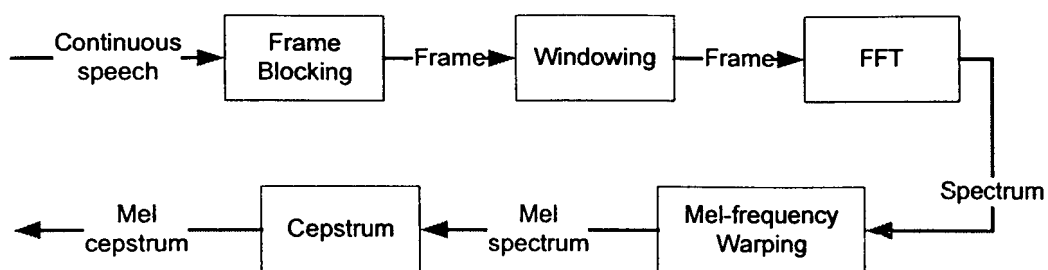 Continuous
speech
Frame
Blocking
Frame
Windowing
Frame
FFT
Spectrum
Mel-frequency
Warping
Mel
spectrum
Cepstrum
Mel
cepstrum